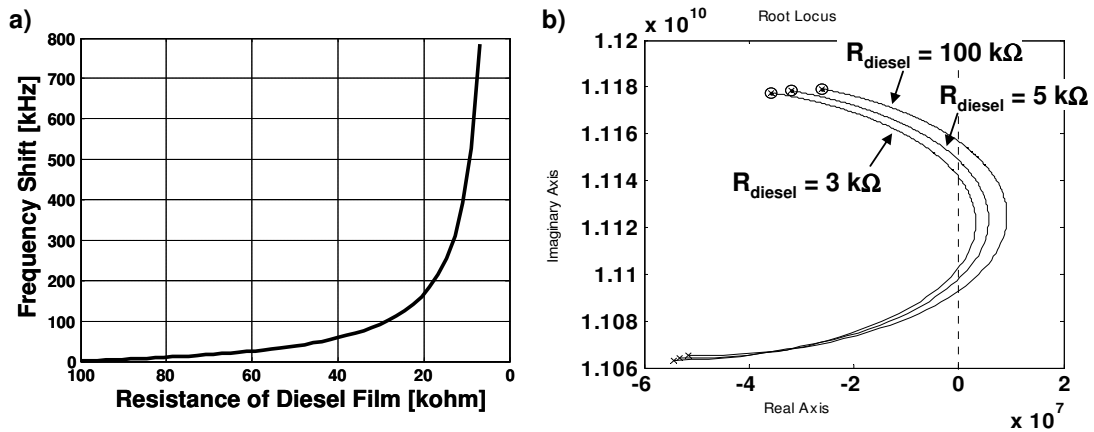 a)
800
700
600
500
400
300
200
100
0
Frequency Shift [kHz]
100 80 60 40 20 0
Resistance of Diesel Film [kohm]
b)
x 10^10
Root Locus
1.12
1.118
1.116
1.114
1.112
1.11
1.108
1.106
Imaginary Axis
R_diesel = 100 kΩ
R_diesel = 5 kΩ
R_diesel = 3 kΩ
-6 -4 -2 0 2
Real Axis
x 10^7